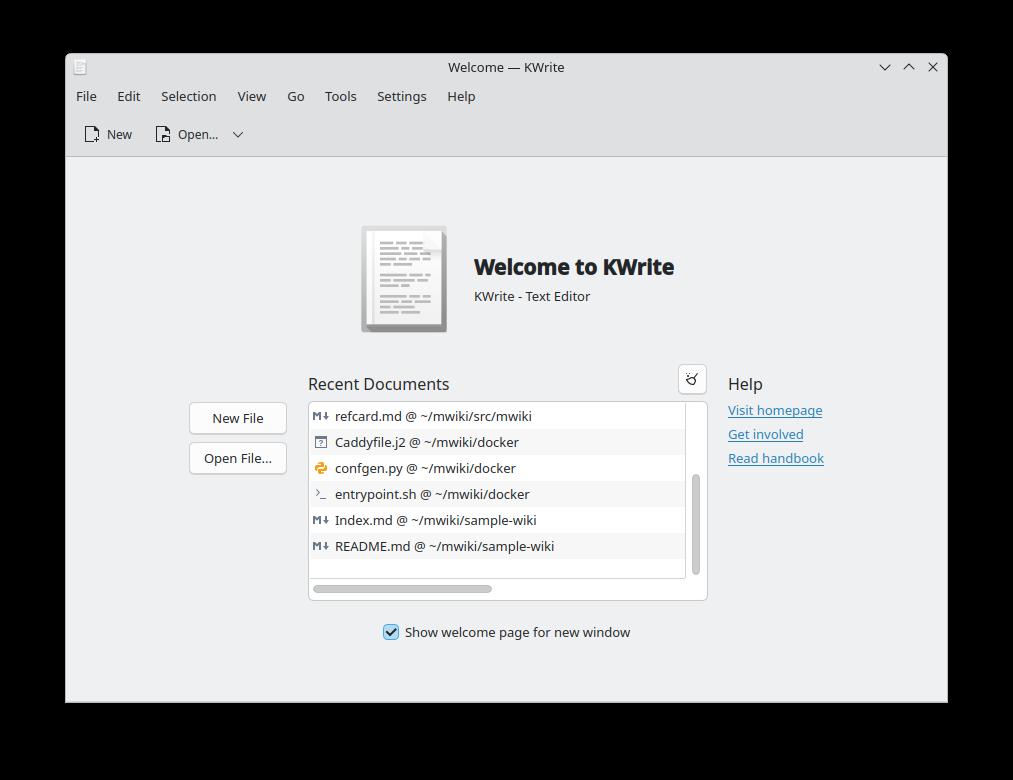 Welcome — KWrite
File Edit Selection View Go Tools Settings Help
New Open...
Welcome to KWrite
KWrite - Text Editor
Recent Documents
Help
New File
Open File...
refcard.md @ ~/mwiki/src/mwiki
Caddyfile.j2 @ ~/mwiki/docker
confgen.py @ ~/mwiki/docker
entrypoint.sh @ ~/mwiki/docker
Index.md @ ~/mwiki/sample-wiki
README.md @ ~/mwiki/sample-wiki
Visit homepage
Get involved
Read handbook
Show welcome page for new window